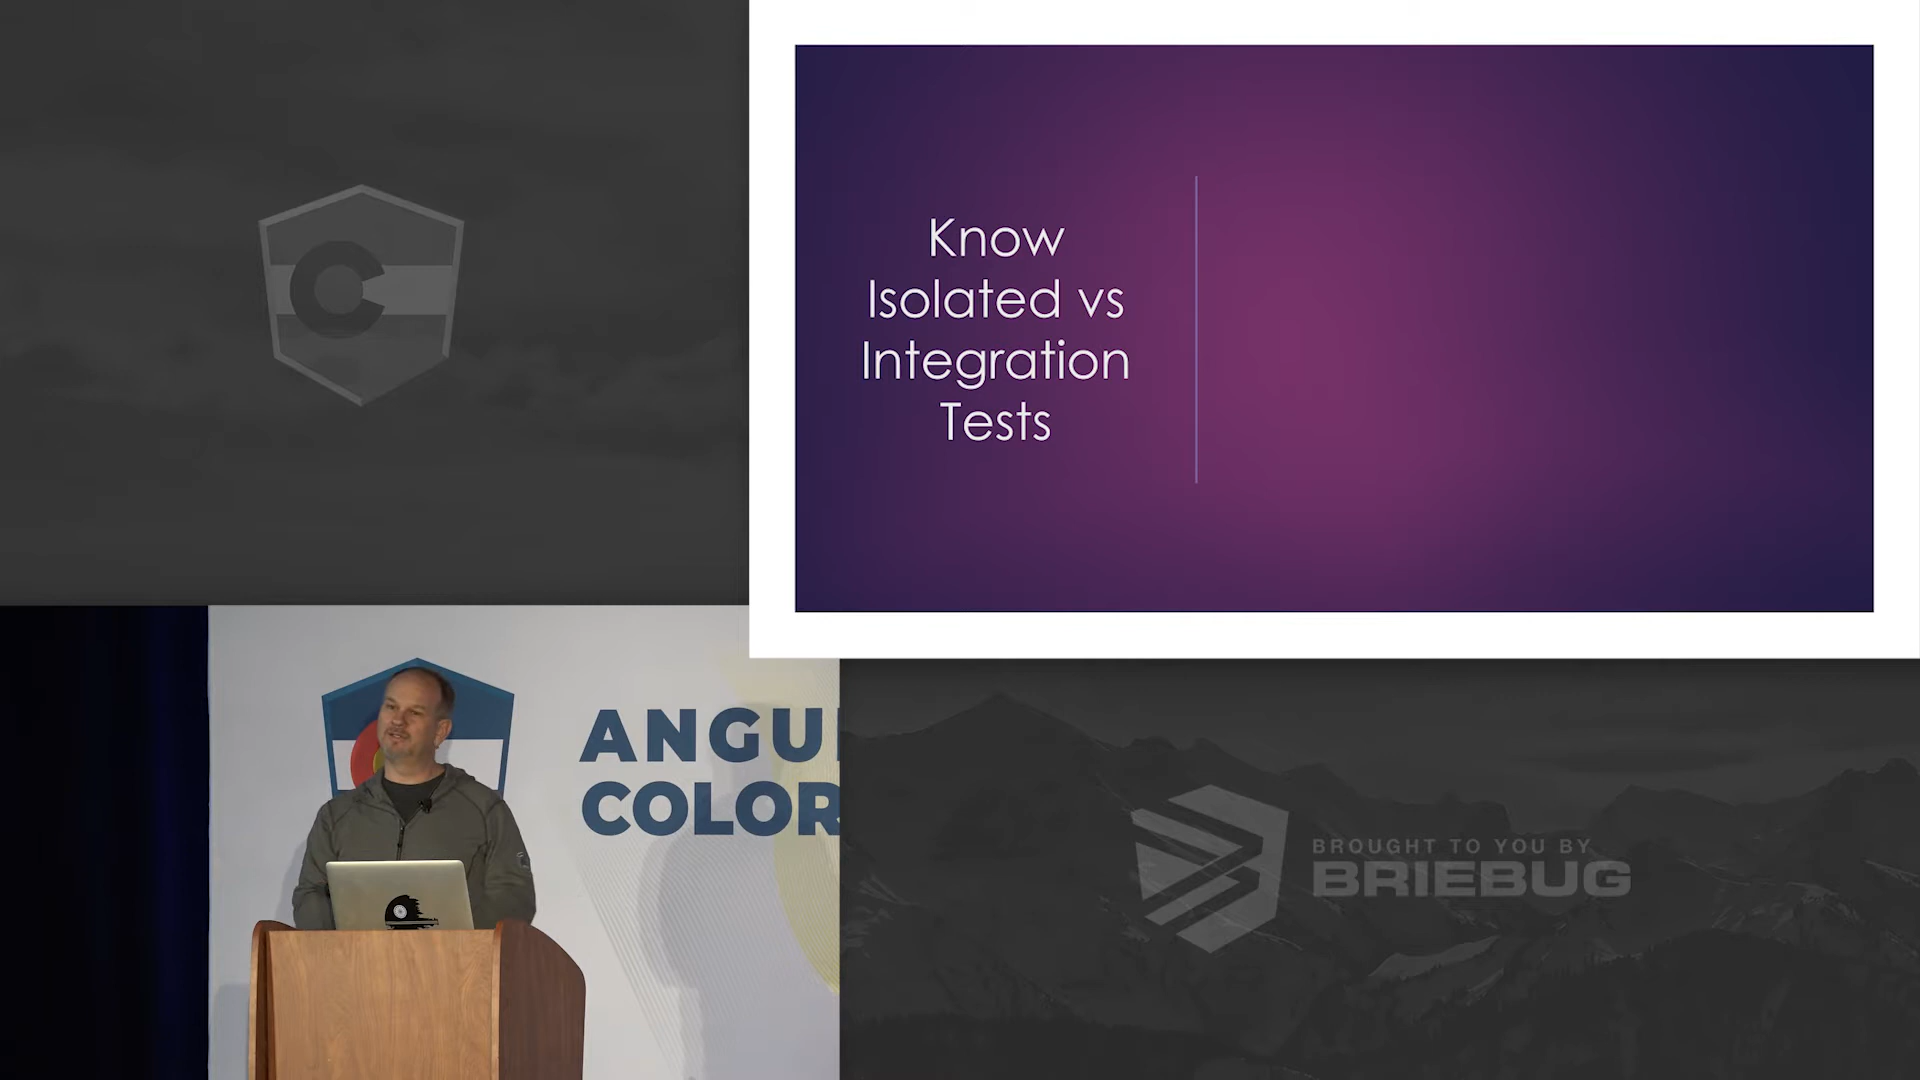 Know
Isolated vs
Integration
Tests
ANGU
COLOR
BROUGHT TO YOU BY
BRIEBUG